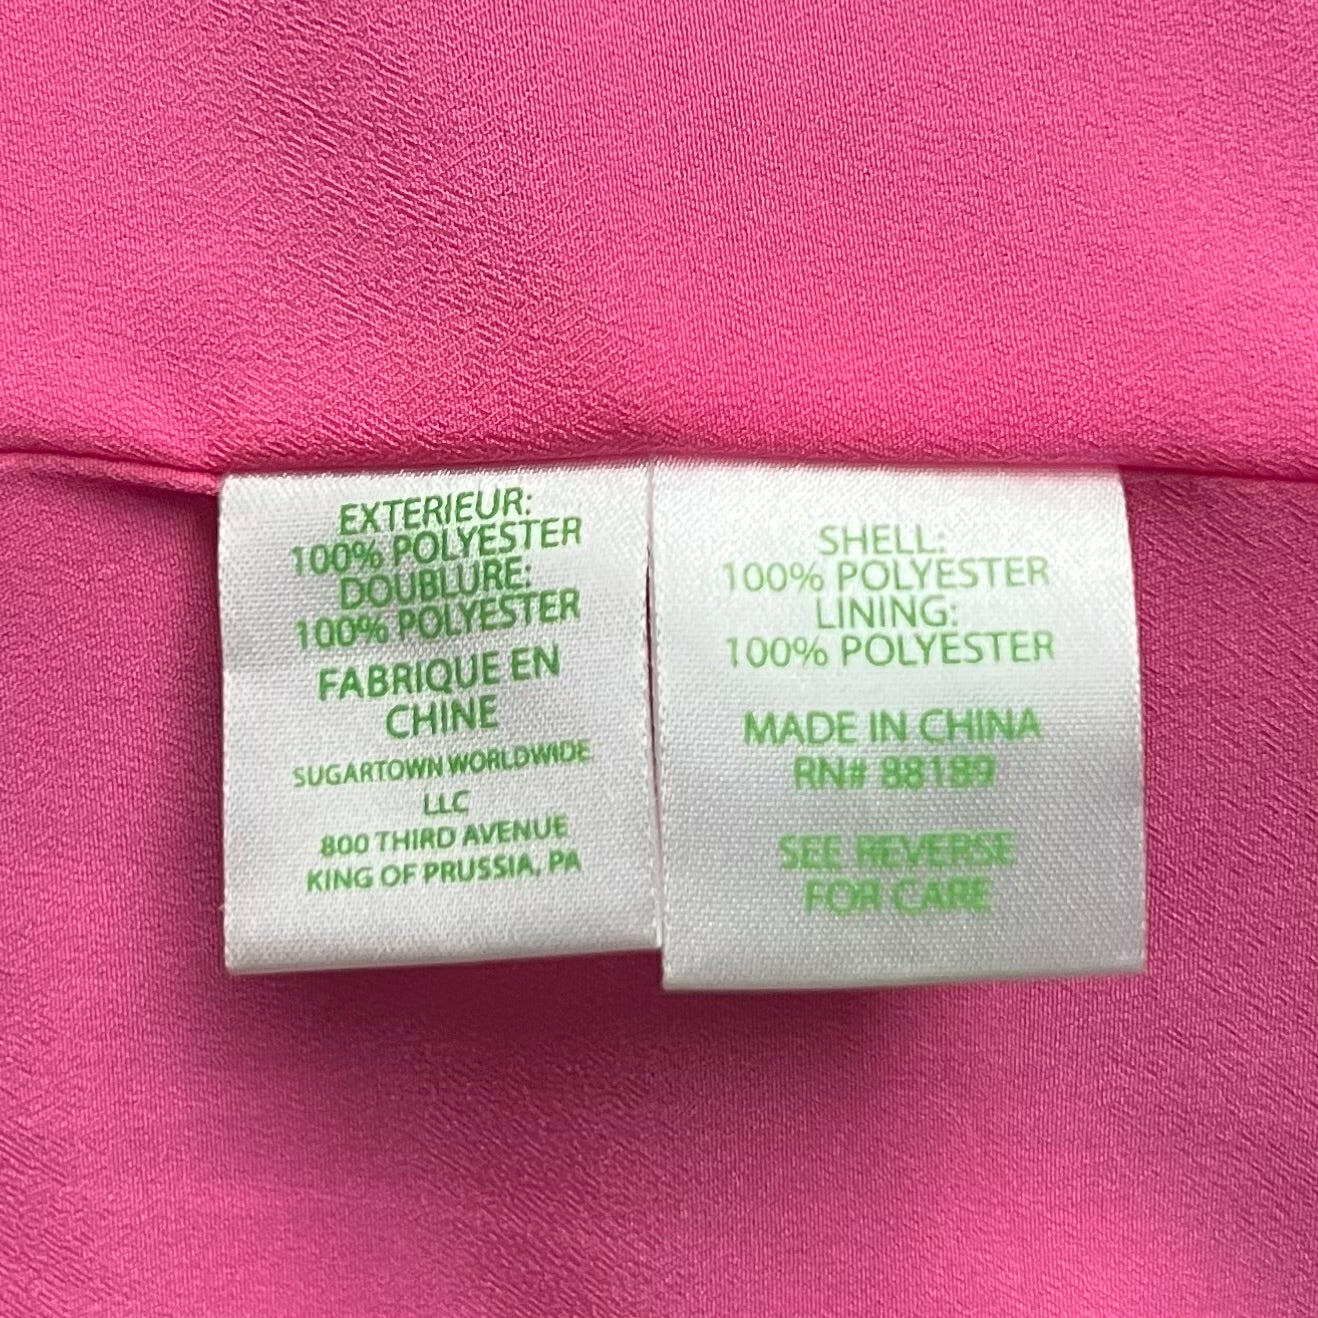 EXTERIEUR:
100% POLYESTER
DOUBLURE:
100% POLYESTER
FABRIQUE EN
CHINE
SUGARTOWN WORLDWIDE
LLC
800 THIRD AVENUE
KING OF PRUSSIA, PA
SHELL:
100% POLYESTER
LINING:
100% POLYESTER
MADE IN CHINA
RN# 88189
SEE REVERSE
FOR CARE